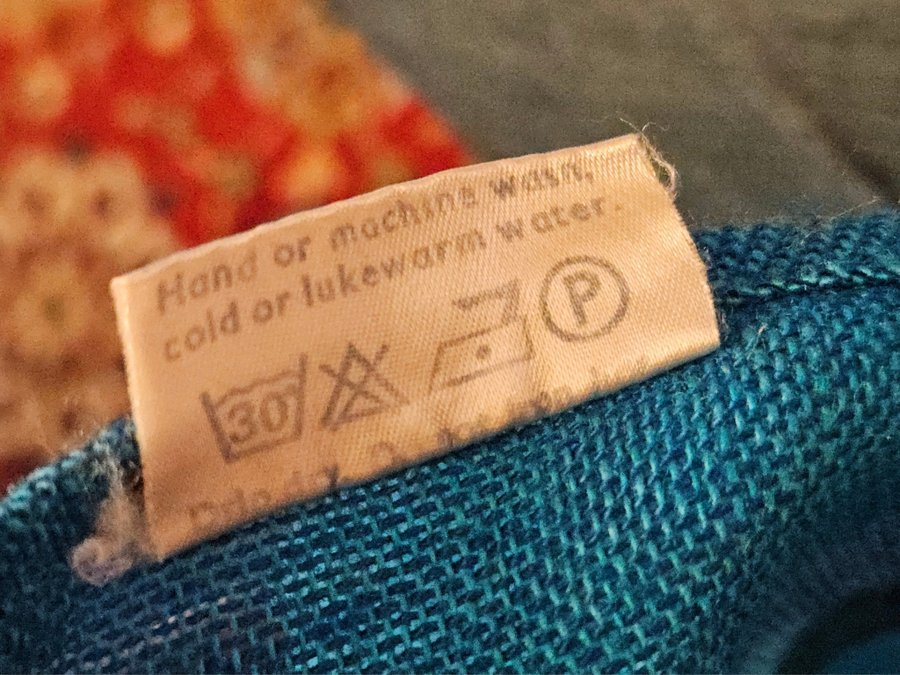 Hand or machine wash,
cold or lukewarm water.
30° P